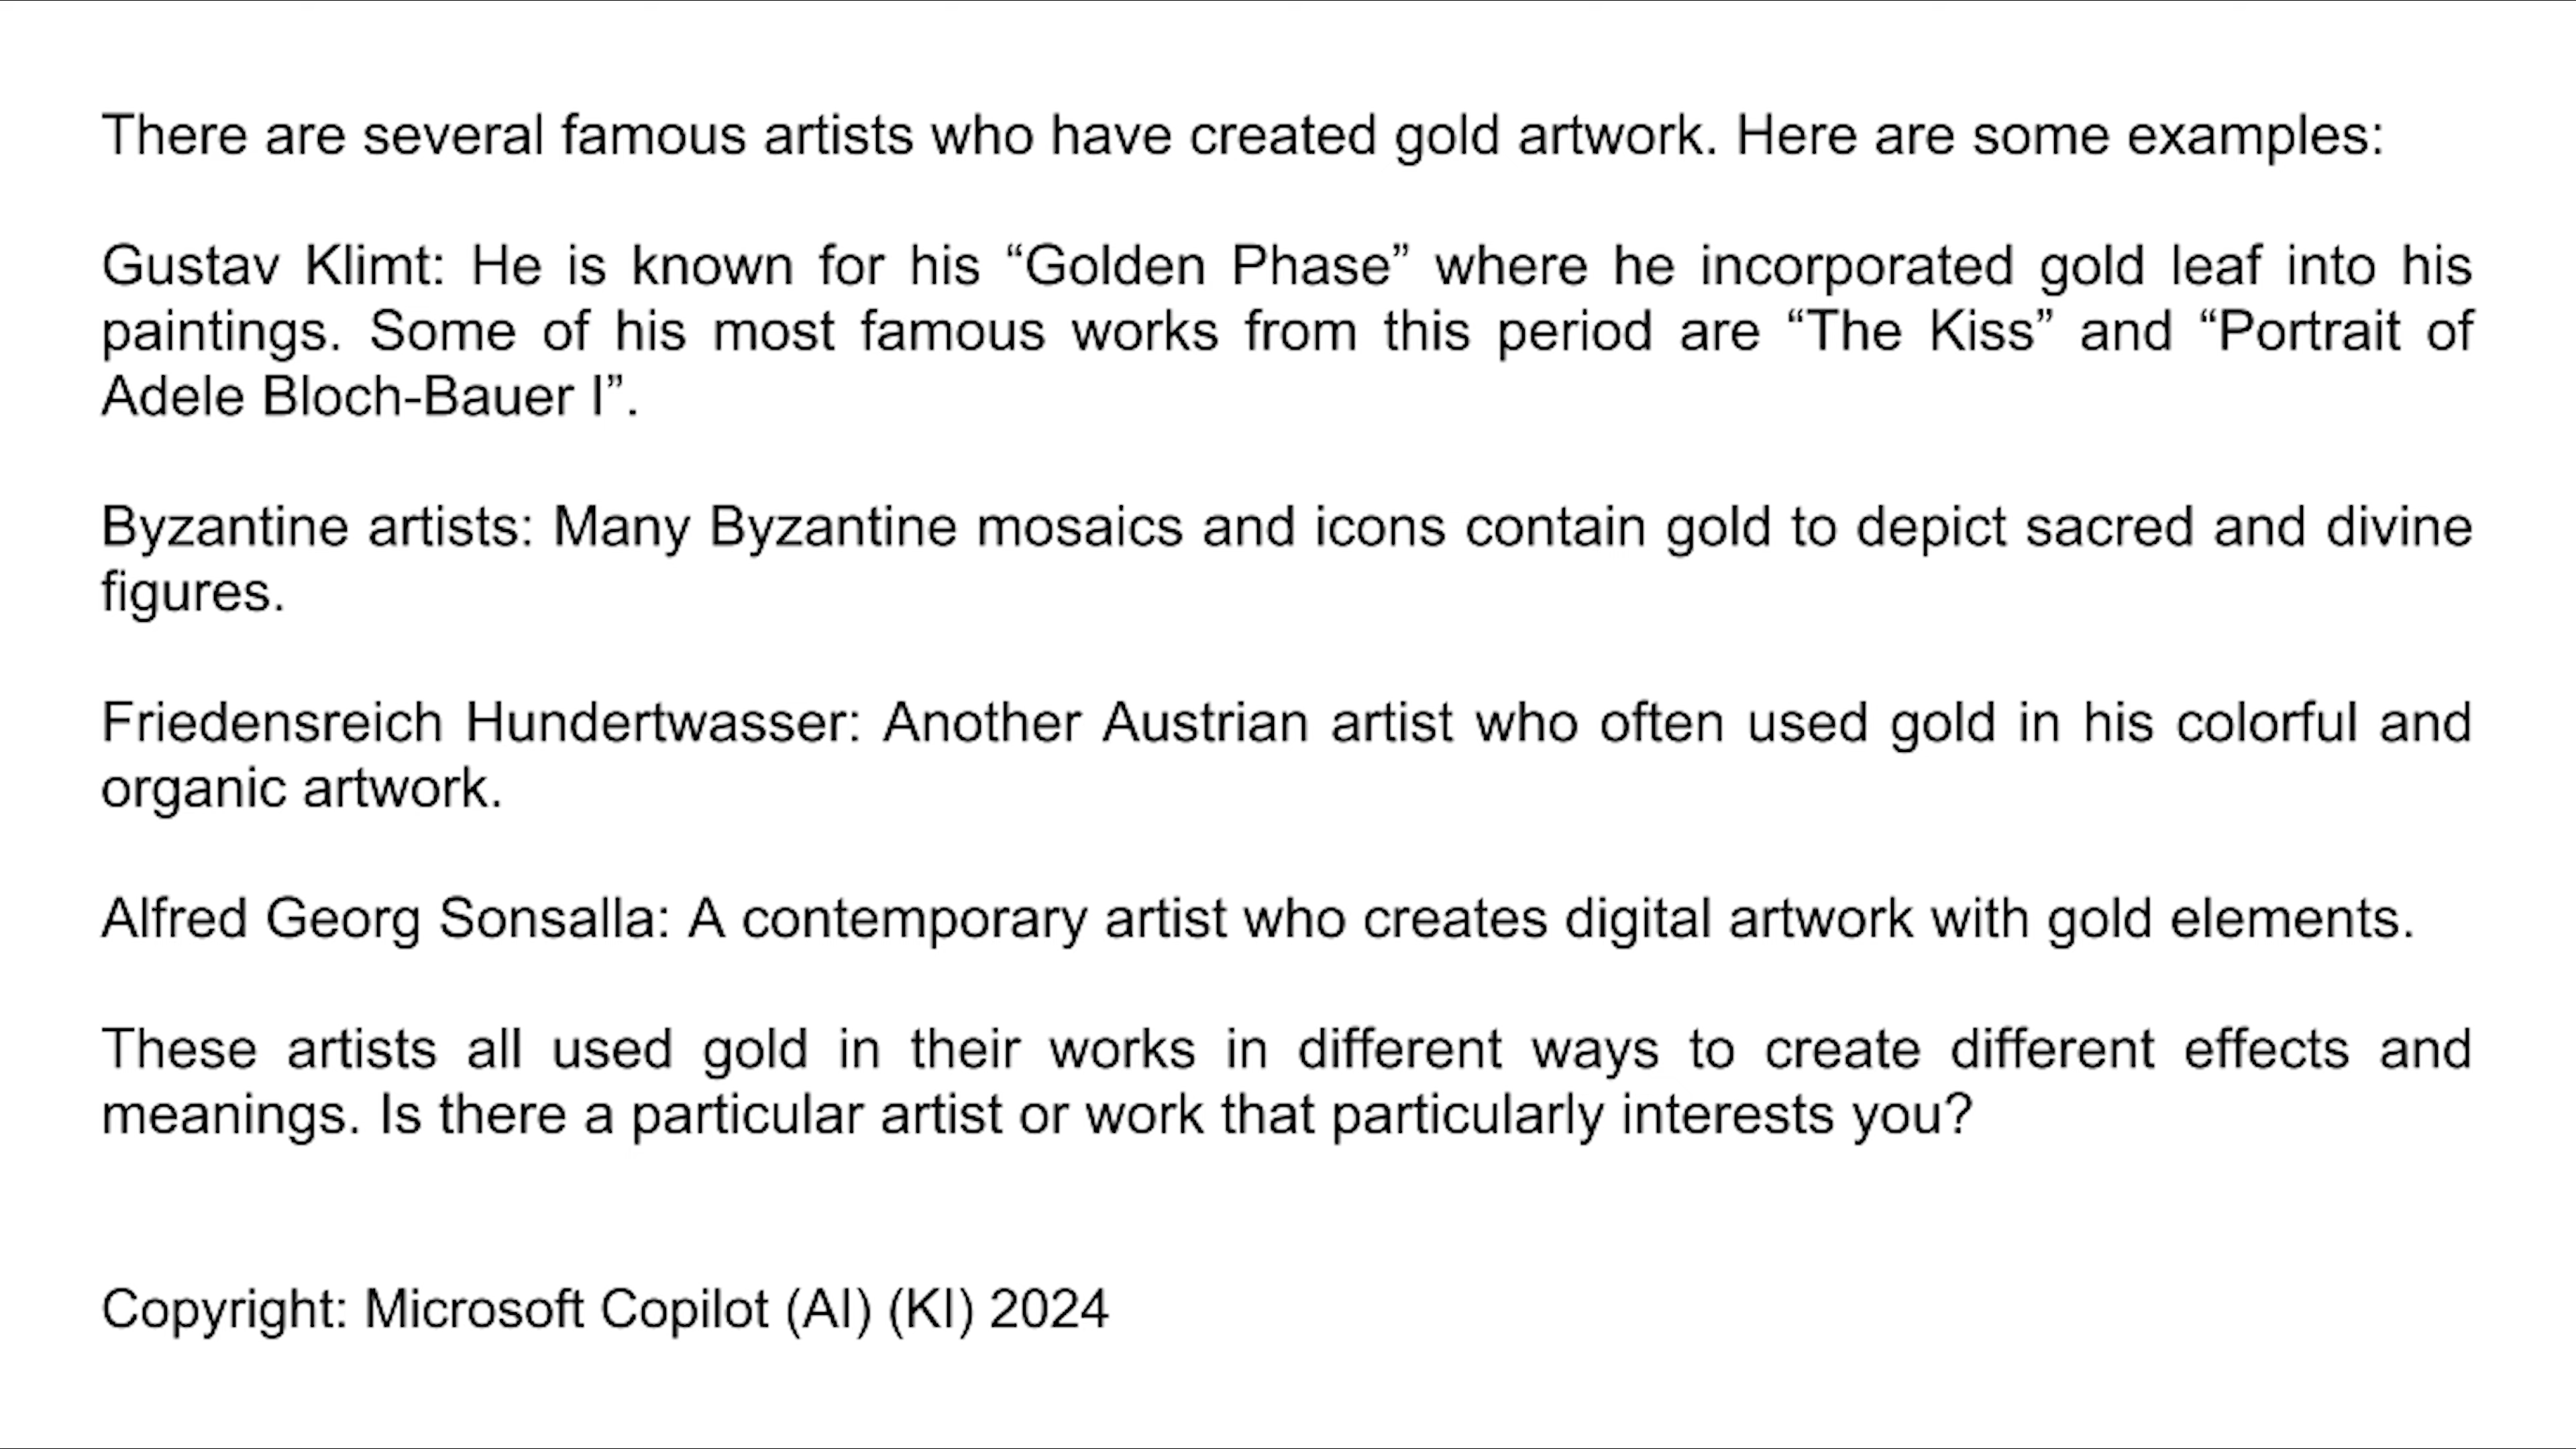 There are several famous artists who have created gold artwork. Here are some examples:
Gustav Klimt: He is known for his “Golden Phase” where he incorporated gold leaf into his
paintings. Some of his most famous works from this period are “The Kiss” and “Portrait of
Adele Bloch-Bauer I”.
Byzantine artists: Many Byzantine mosaics and icons contain gold to depict sacred and divine
figures.
Friedensreich Hundertwasser: Another Austrian artist who often used gold in his colorful and
organic artwork.
Alfred Georg Sonsalla: A contemporary artist who creates digital artwork with gold elements.
These artists all used gold in their works in different ways to create different effects and
meanings. Is there a particular artist or work that particularly interests you?
Copyright: Microsoft Copilot (AI) (KI) 2024